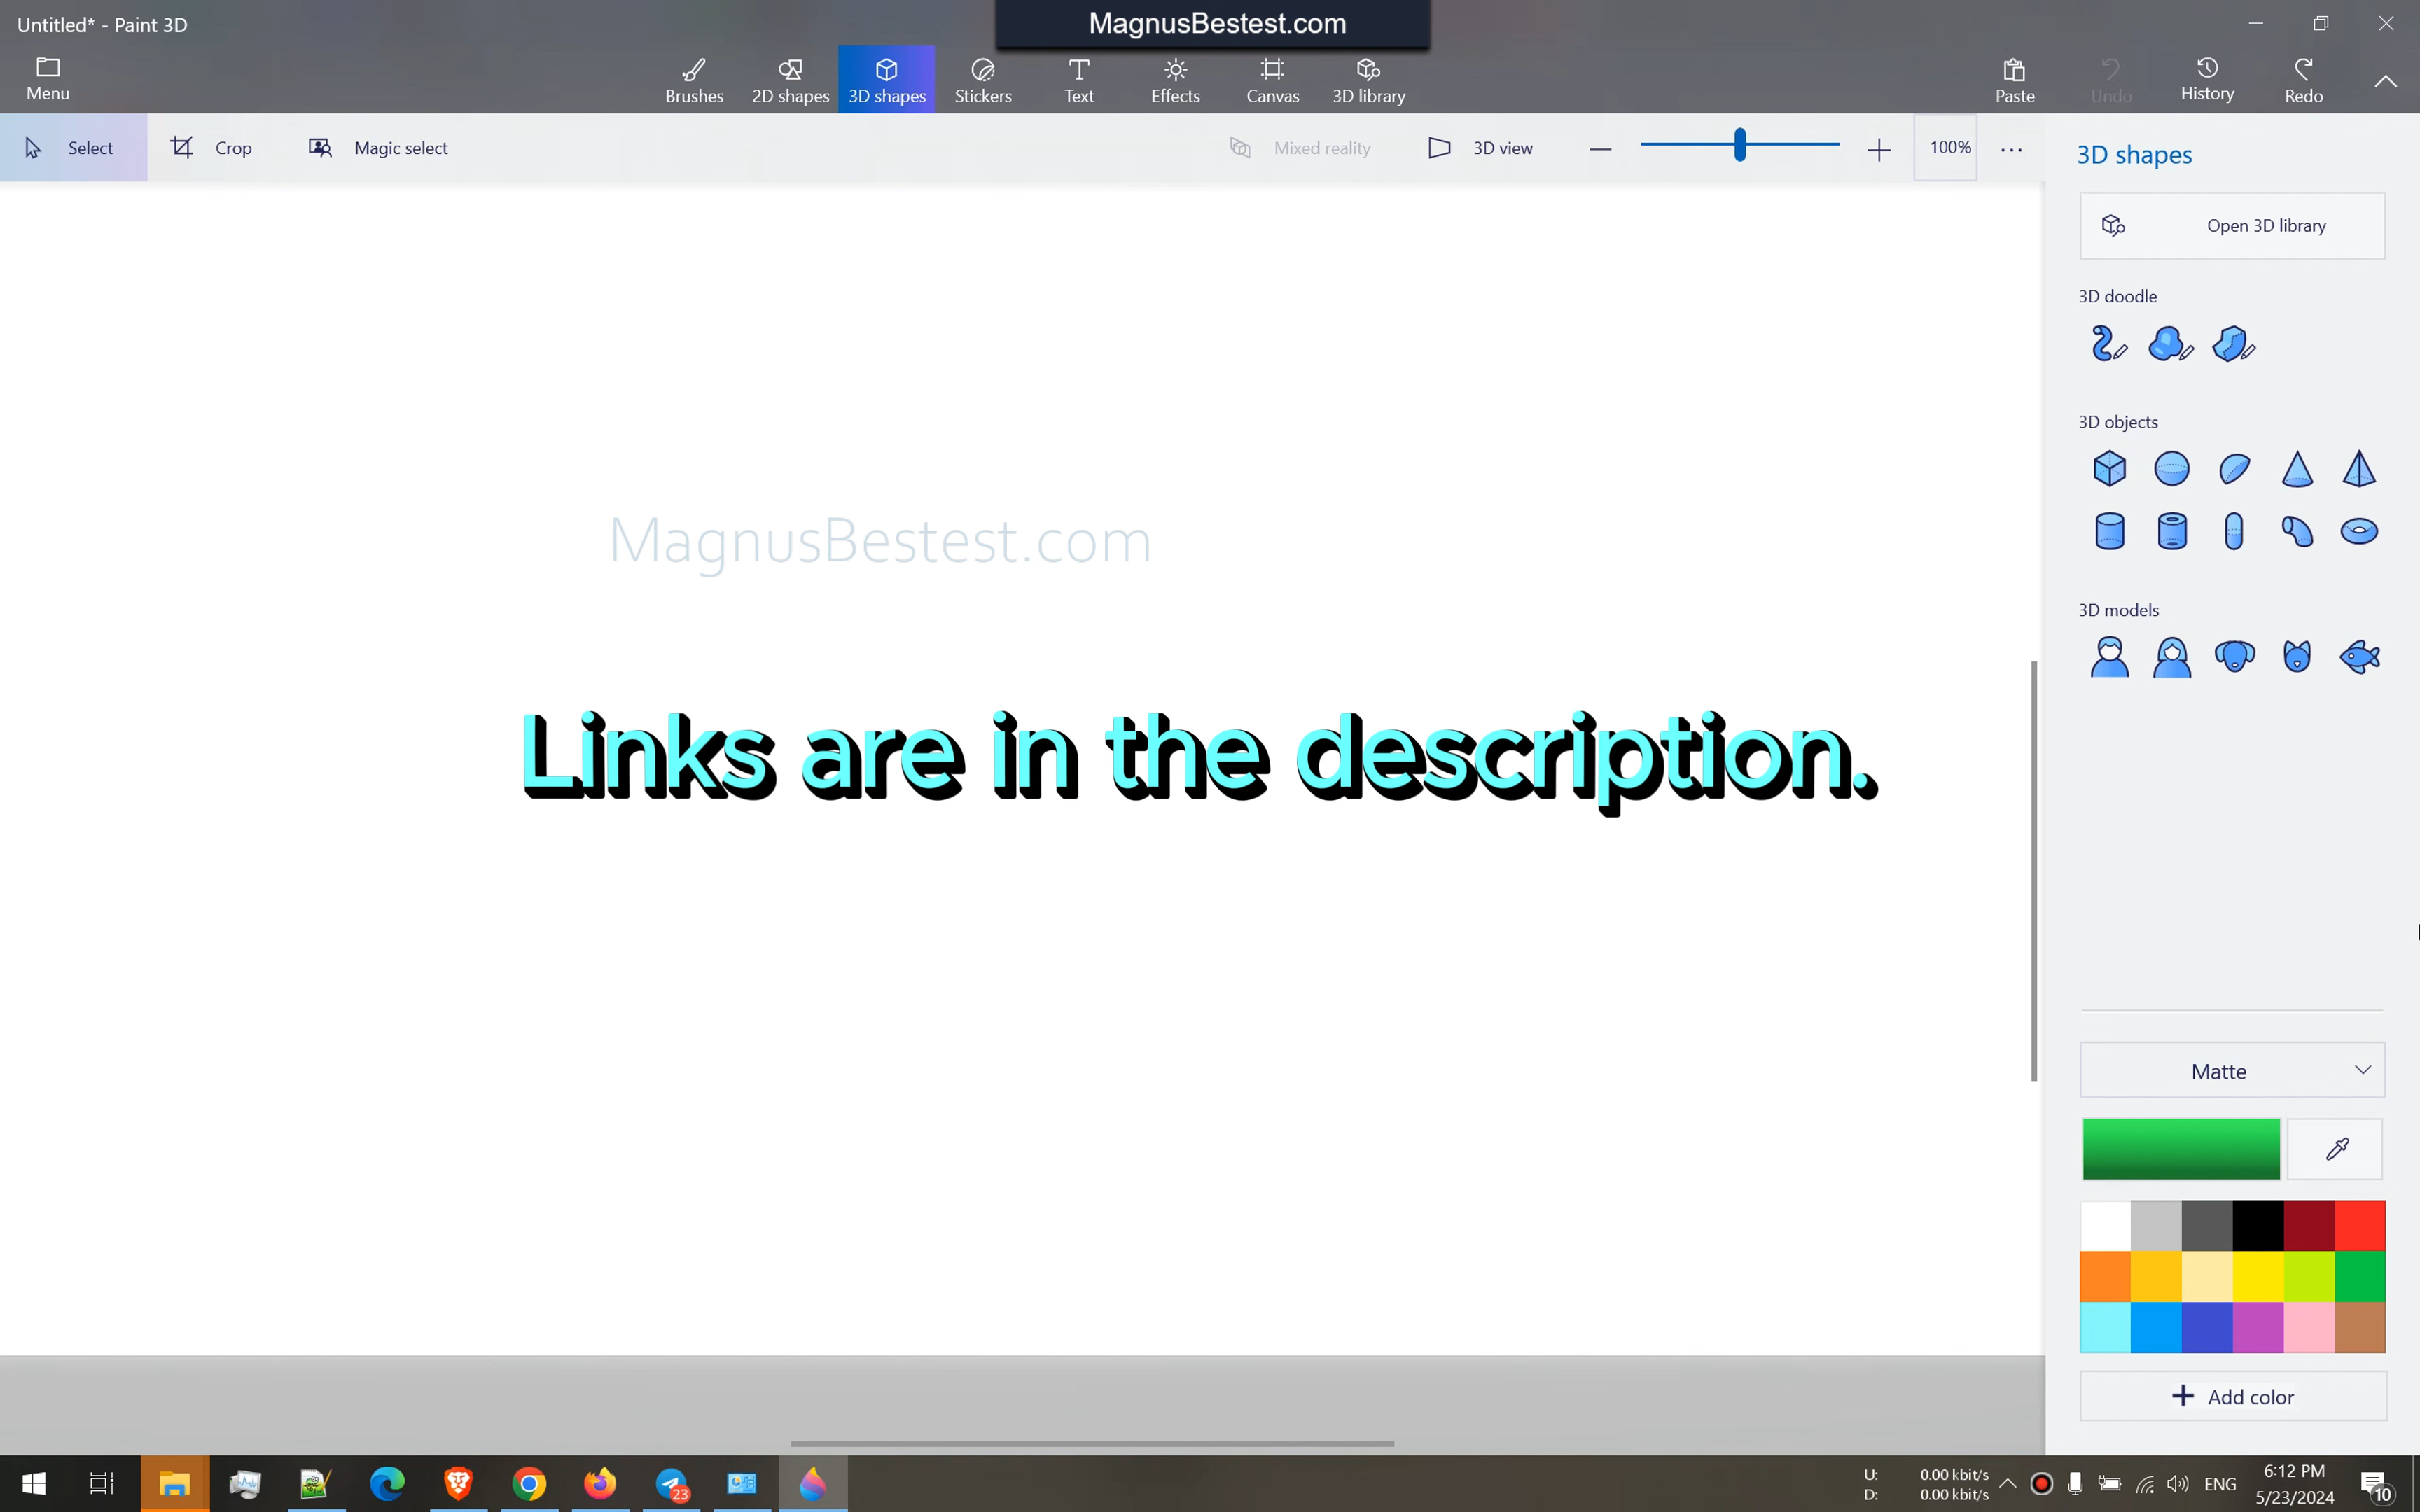 Untitled* - Paint 3D
MagnusBestest.com
Menu
Brushes
2D shapes
3D shapes
Stickers
Text
Effects
Canvas
3D library
Paste
Undo
History
Redo
Select
Crop
Magic select
Mixed reality
3D view
100%
3D shapes
Open 3D library
3D doodle
3D objects
MagnusBestest.com
3D models
Links are in the description.
Matte
Add color
23
U: 0.00 kbit/s
D: 0.00 kbit/s
ENG
6:12 PM
5/23/2024
10